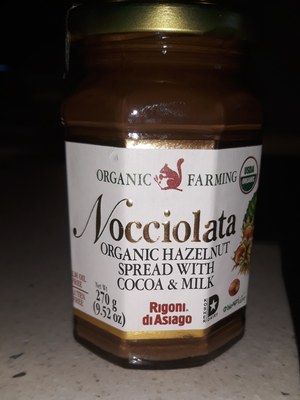 ORGANIC FARMING
USDA
ORGANIC
Nocciolata
ORGANIC HAZELNUT
SPREAD WITH
COCOA & MILK
Net Wt
270 g
(9.52 oz)
Rigoni
di Asiago